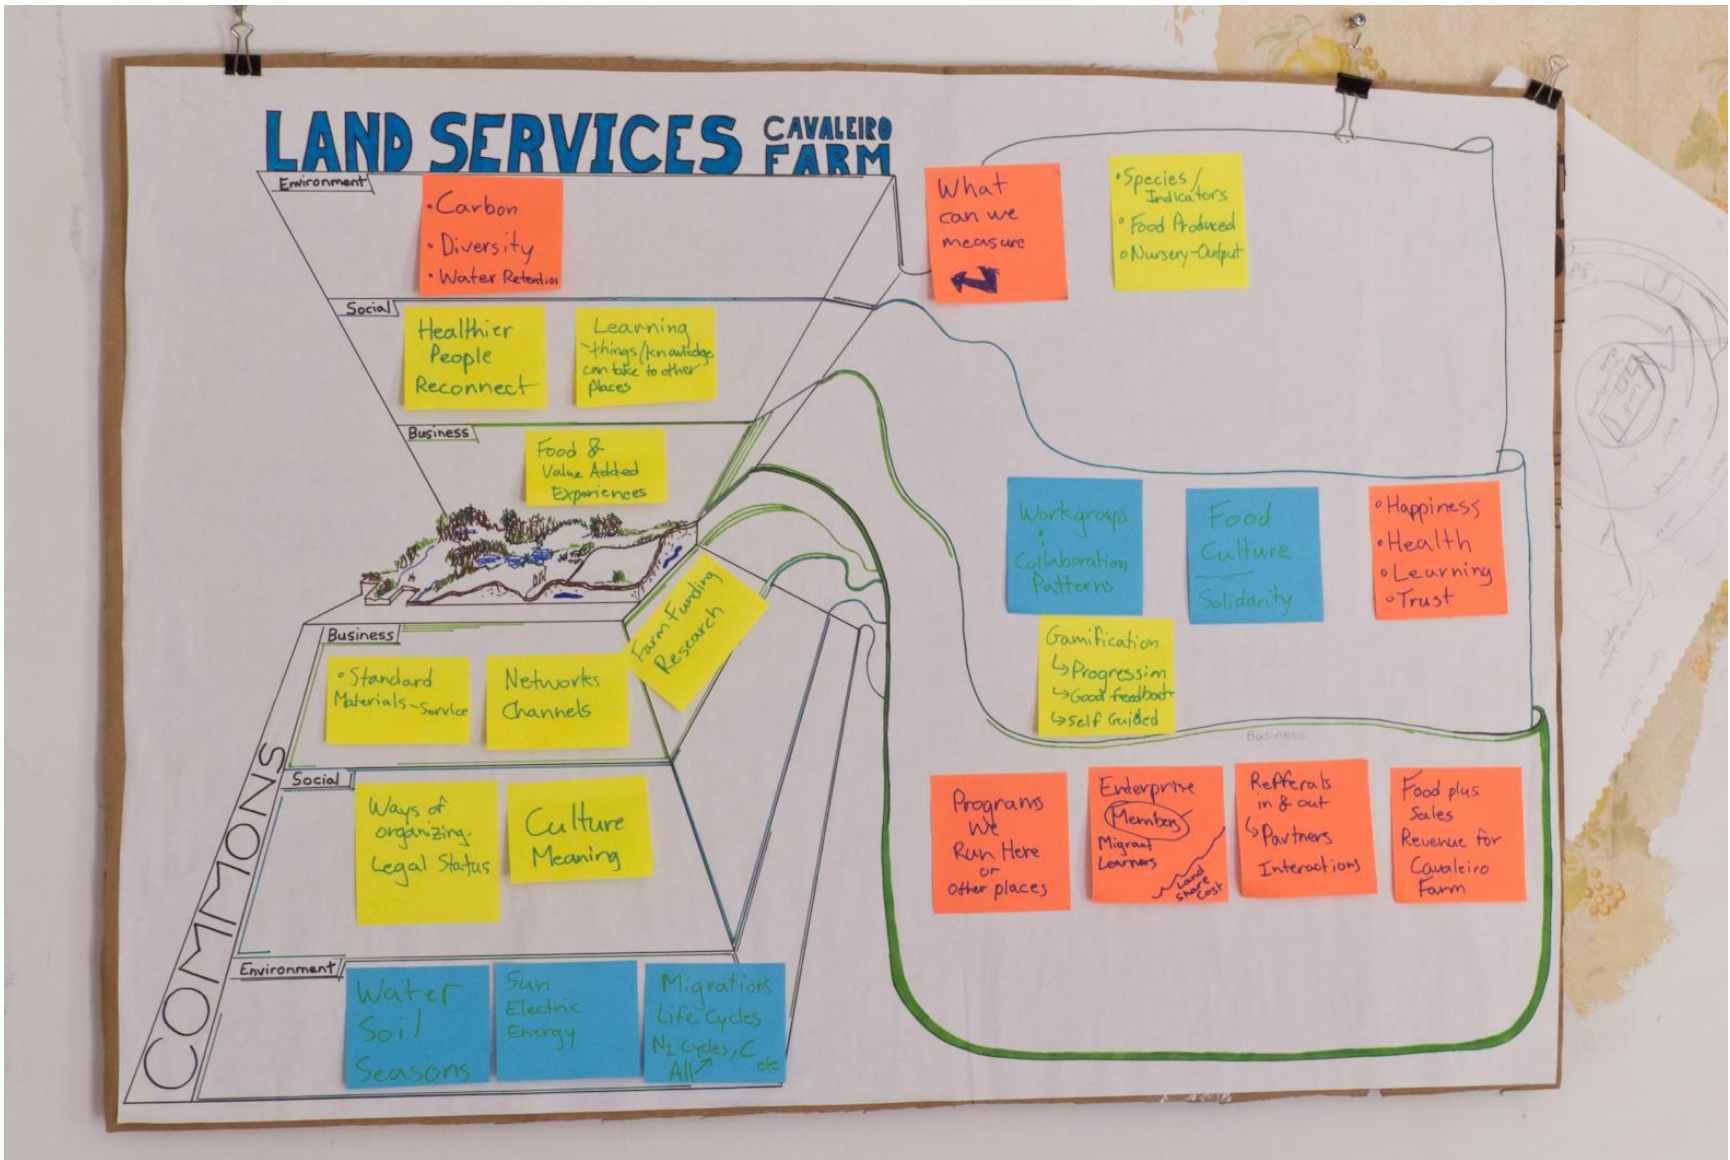 LAND SERVICES CAVALEIRO FARM
Environment
• Carbon
• Diversity
• Water Retention
What
can we
measure
• Species/
Indicators
• Food Produced
• Nursery-Output
Social
Healthier
People
Reconnect
Learning
-things/knowledge
can take to other
places
Business
Food &
Value Added
Experiences
Workgroups
•
Collaboration
Patterns
Food
Culture
Solidarity
• Happiness
• Health
• Learning
• Trust
Gamification
↳ Progression
↳ Good feedback
↳ Self Guided
Farm Funding
Research
Business
• Standard
Materials-Service
Networks
Channels
Business
Programs
We
Run Here
or
Other places
Enterprise
Members
Migrant
Learners
Land
share
cost
Refferals
in & out
↳ Partners
Interactions
Food plus
Sales
Revenue for
Cavaleiro
Farm
COMMONS
Social
Ways of
organizing-
Legal Status
Culture
Meaning
Environment
Water
Soil
Seasons
Sun
Electric
Energy
Migrations
Life Cycles
N2 Cycles, C
All etc